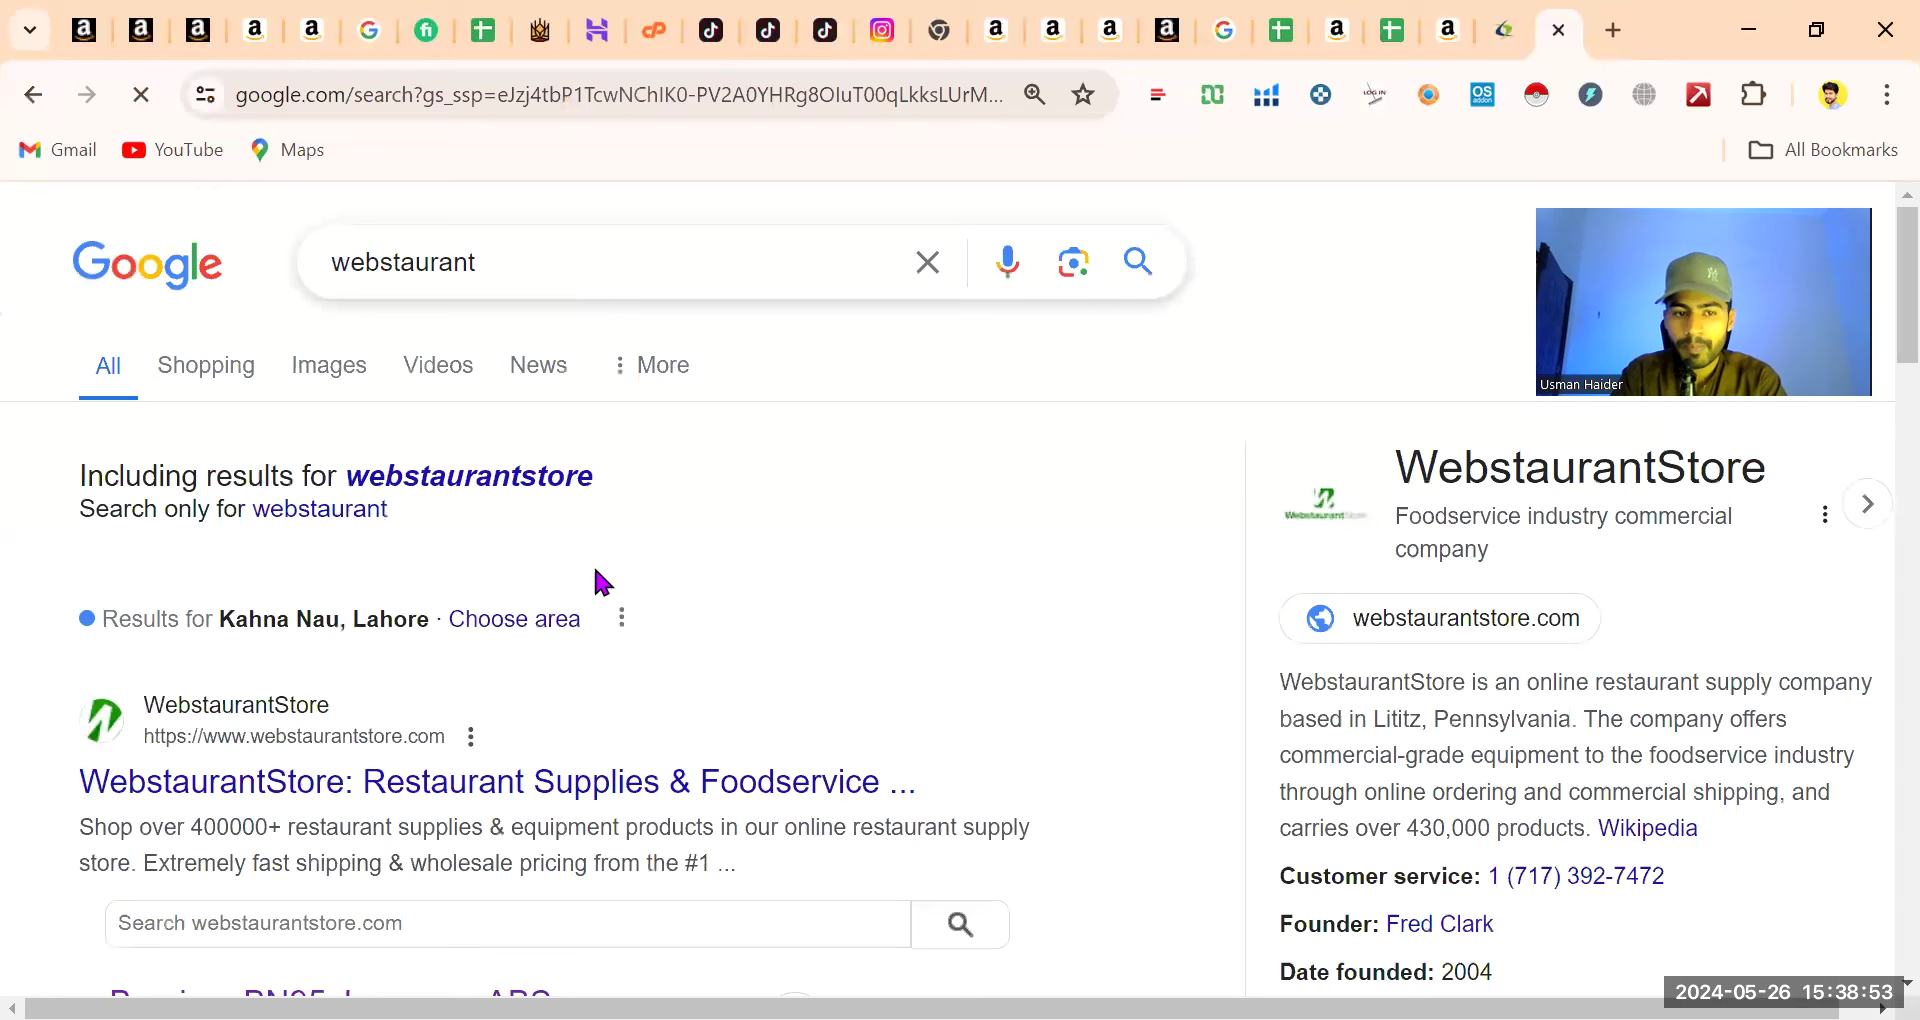 google.com/search?gs_ssp=eJzj4tbP1TcwNChIK0-PV2A0YHRg8OIuT00qLkksLUrM...
Gmail
YouTube
Maps
All Bookmarks
Google
webstaurant
All
Shopping
Images
Videos
News
More
Usman Haider
Including results for webstaurantstore
Search only for webstaurant
Results for Kahna Nau, Lahore · Choose area
WebstaurantStore
https://www.webstaurantstore.com
WebstaurantStore: Restaurant Supplies & Foodservice ...
Shop over 400000+ restaurant supplies & equipment products in our online restaurant supply
store. Extremely fast shipping & wholesale pricing from the #1 ...
Search webstaurantstore.com
WebstaurantStore
Foodservice industry commercial
company
webstaurantstore.com
WebstaurantStore is an online restaurant supply company
based in Lititz, Pennsylvania. The company offers
commercial-grade equipment to the foodservice industry
through online ordering and commercial shipping, and
carries over 430,000 products. Wikipedia
Customer service: 1 (717) 392-7472
Founder: Fred Clark
Date founded: 2004
2024-05-26 15:38:53